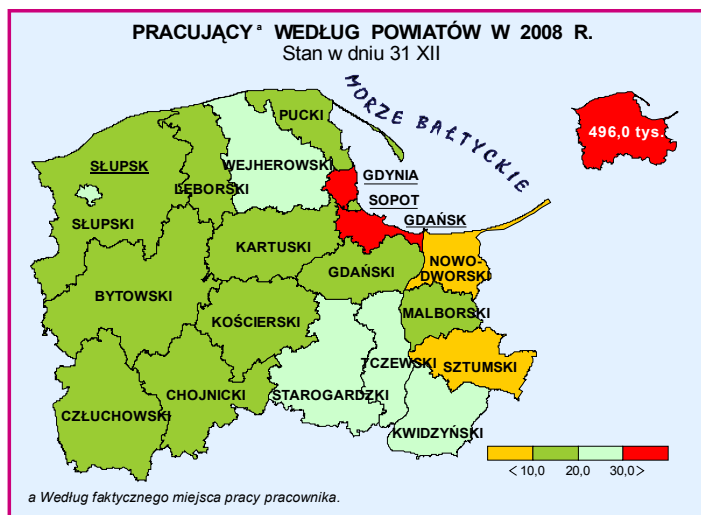 PRACUJĄCY ᵃ WEDŁUG POWIATÓW W 2008 R.
Stan w dniu 31 XII
MORZE BAŁTYCKIE
496,0 tys.
PUCKI
SŁUPSK
WEJHEROWSKI
LĘBORSKI
GDYNIA
SOPOT
GDAŃSK
SŁUPSKI
KARTUSKI
NOWO-
DWORSKI
GDAŃSKI
BYTOWSKI
KOŚCIERSKI
MALBORSKI
TCZEWSKI
SZTUMSKI
CHOJNICKI
STAROGARDZKI
CZŁUCHOWSKI
KWIDZYŃSKI
<10,0 20,0 30,0>
a Według faktycznego miejsca pracy pracownika.